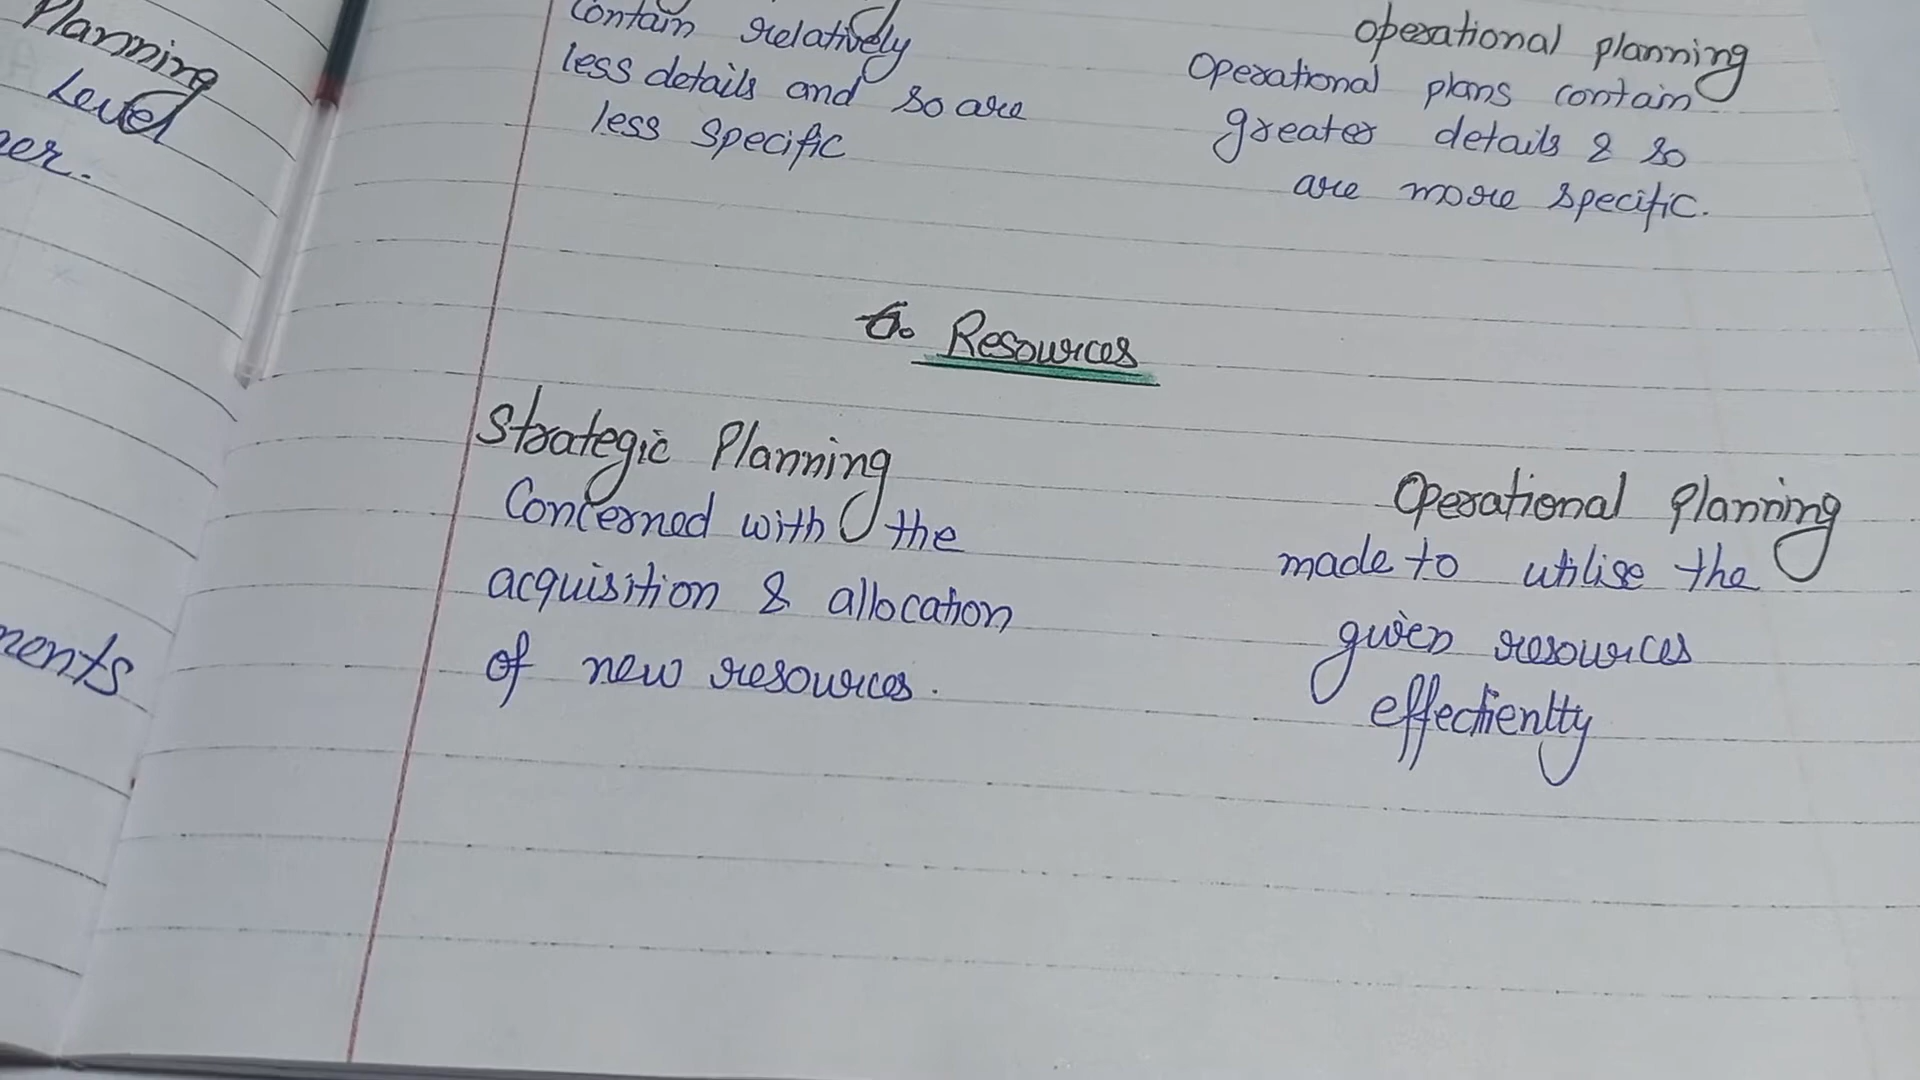 Planning
Level
er.
ments
contain relatively
less details and so are
less specific
operational planning
Operational plans contain
greater details & so
are more specific.
6. Resources
Strategic Planning
Concerned with the
acquisition & allocation
of new resources.
Operational Planning
made to utilise the
given resources
effectienltty